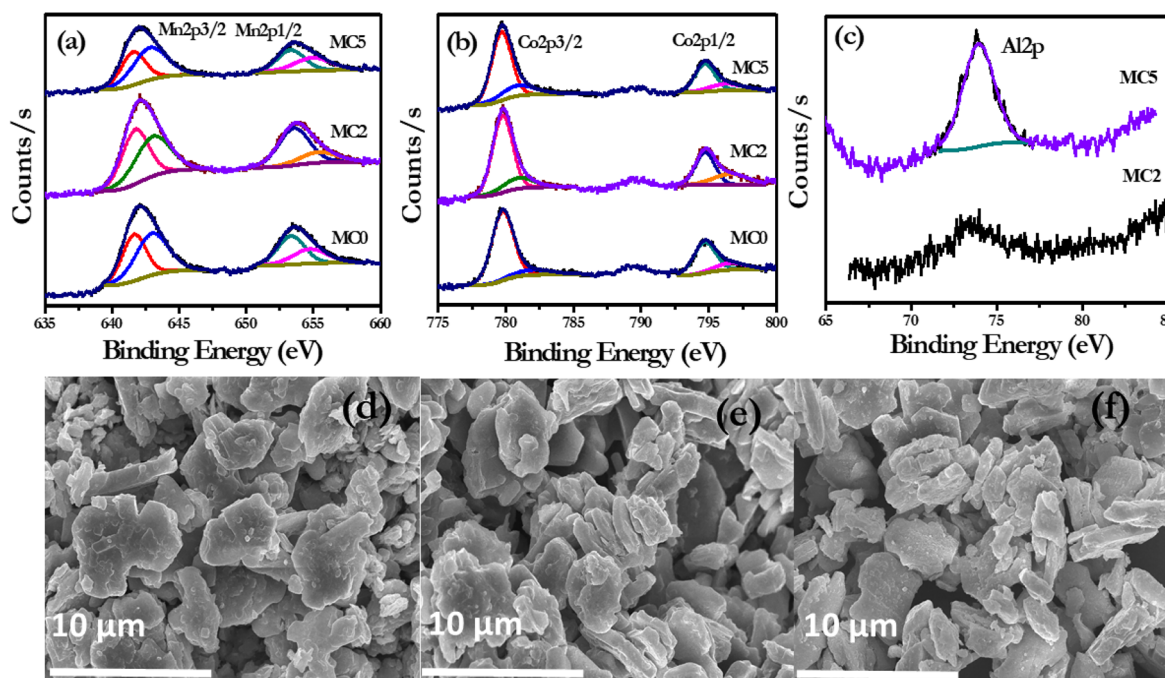 (a)
Mn2p3/2 Mn2p1/2
MC5
MC2
MC0
Counts/s
635 640 645 650 655 660
Binding Energy (eV)
(b)
Co2p3/2 Co2p1/2
MC5
MC2
MC0
Counts/s
775 780 785 790 795 800
Binding Energy (eV)
(c)
Al2p
MC5
MC2
Counts/s
65 70 75 80
Binding Energy (eV)
(d)
10 μm
(e)
10 μm
(f)
10 μm